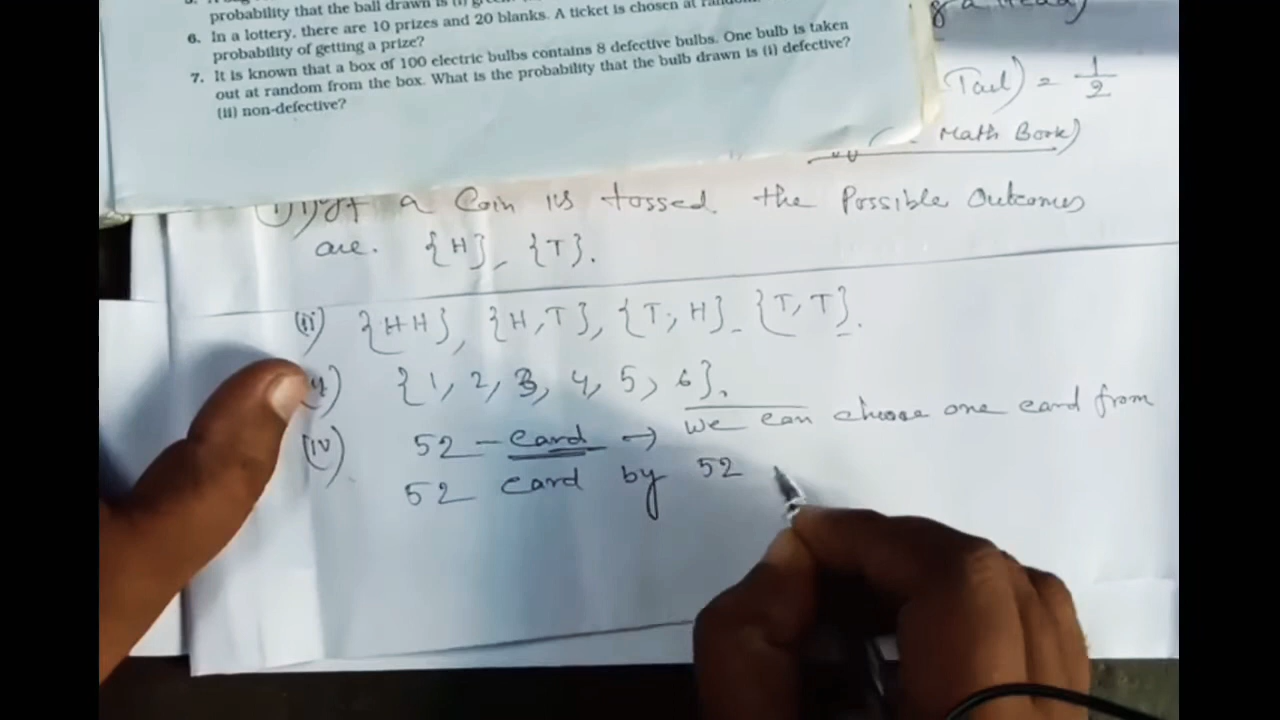 probability that the ball drawn is (i)
6. In a lottery, there are 10 prizes and 20 blanks. A ticket is chosen at random.
probability of getting a prize?
7. It is known that a box of 100 electric bulbs contains 8 defective bulbs. One bulb is taken
out at random from the box. What is the probability that the bulb drawn is (i) defective?
(ii) non-defective?
Tail) = 1/2
Math Book)
a Coin is tossed the Possible Outcomes
are. {H}, {T}.
(ii) {HH}, {H,T}, {T, H} {T, T}.
{1, 2, 3, 4, 5, 6}.
(iv) 52 - card → we can choose one card from
52 card by 52